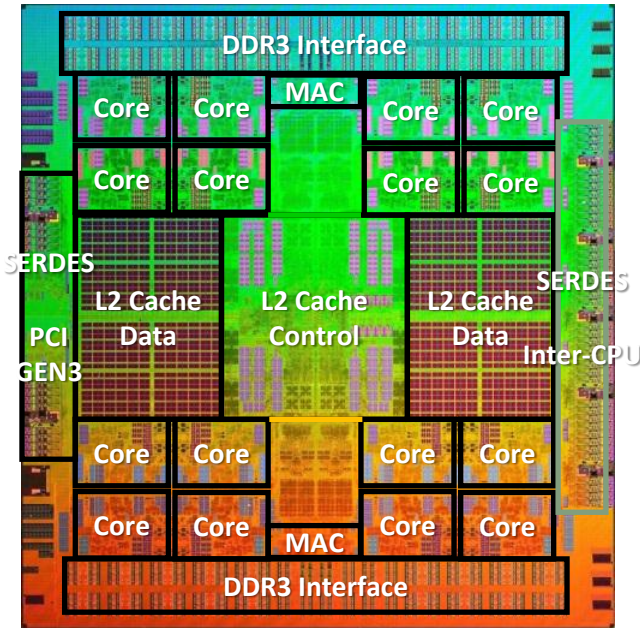 DDR3 Interface
MAC
Core
Core
Core
Core
Core
Core
Core
Core
SERDES
PCI
GEN3
L2 Cache
Data
L2 Cache
Control
L2 Cache
Data
SERDES
Inter-CPU
Core
Core
Core
Core
Core
Core
Core
Core
MAC
DDR3 Interface